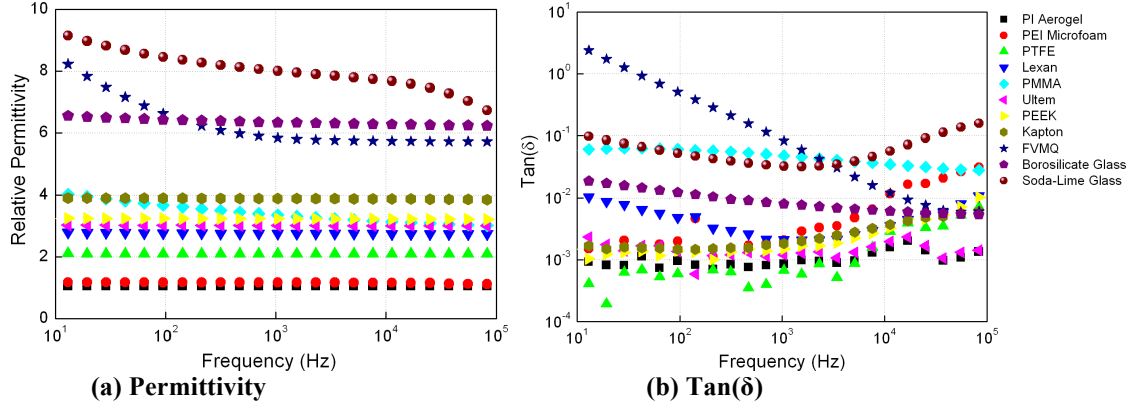 (a)
10
8
6
4
2
0
Relative Permittivity
10^1 10^2 10^3 10^4 10^5
Frequency (Hz)
(a) Permittivity
(b)
10^1
10^0
10^-1
10^-2
10^-3
10^-4
Tan(δ)
10^1 10^2 10^3 10^4 10^5
Frequency (Hz)
(b) Tan(δ)
PI Aerogel
PEI Microfoam
PTFE
Lexan
PMMA
Ultem
PEEK
Kapton
FVMQ
Borosilicate Glass
Soda-Lime Glass